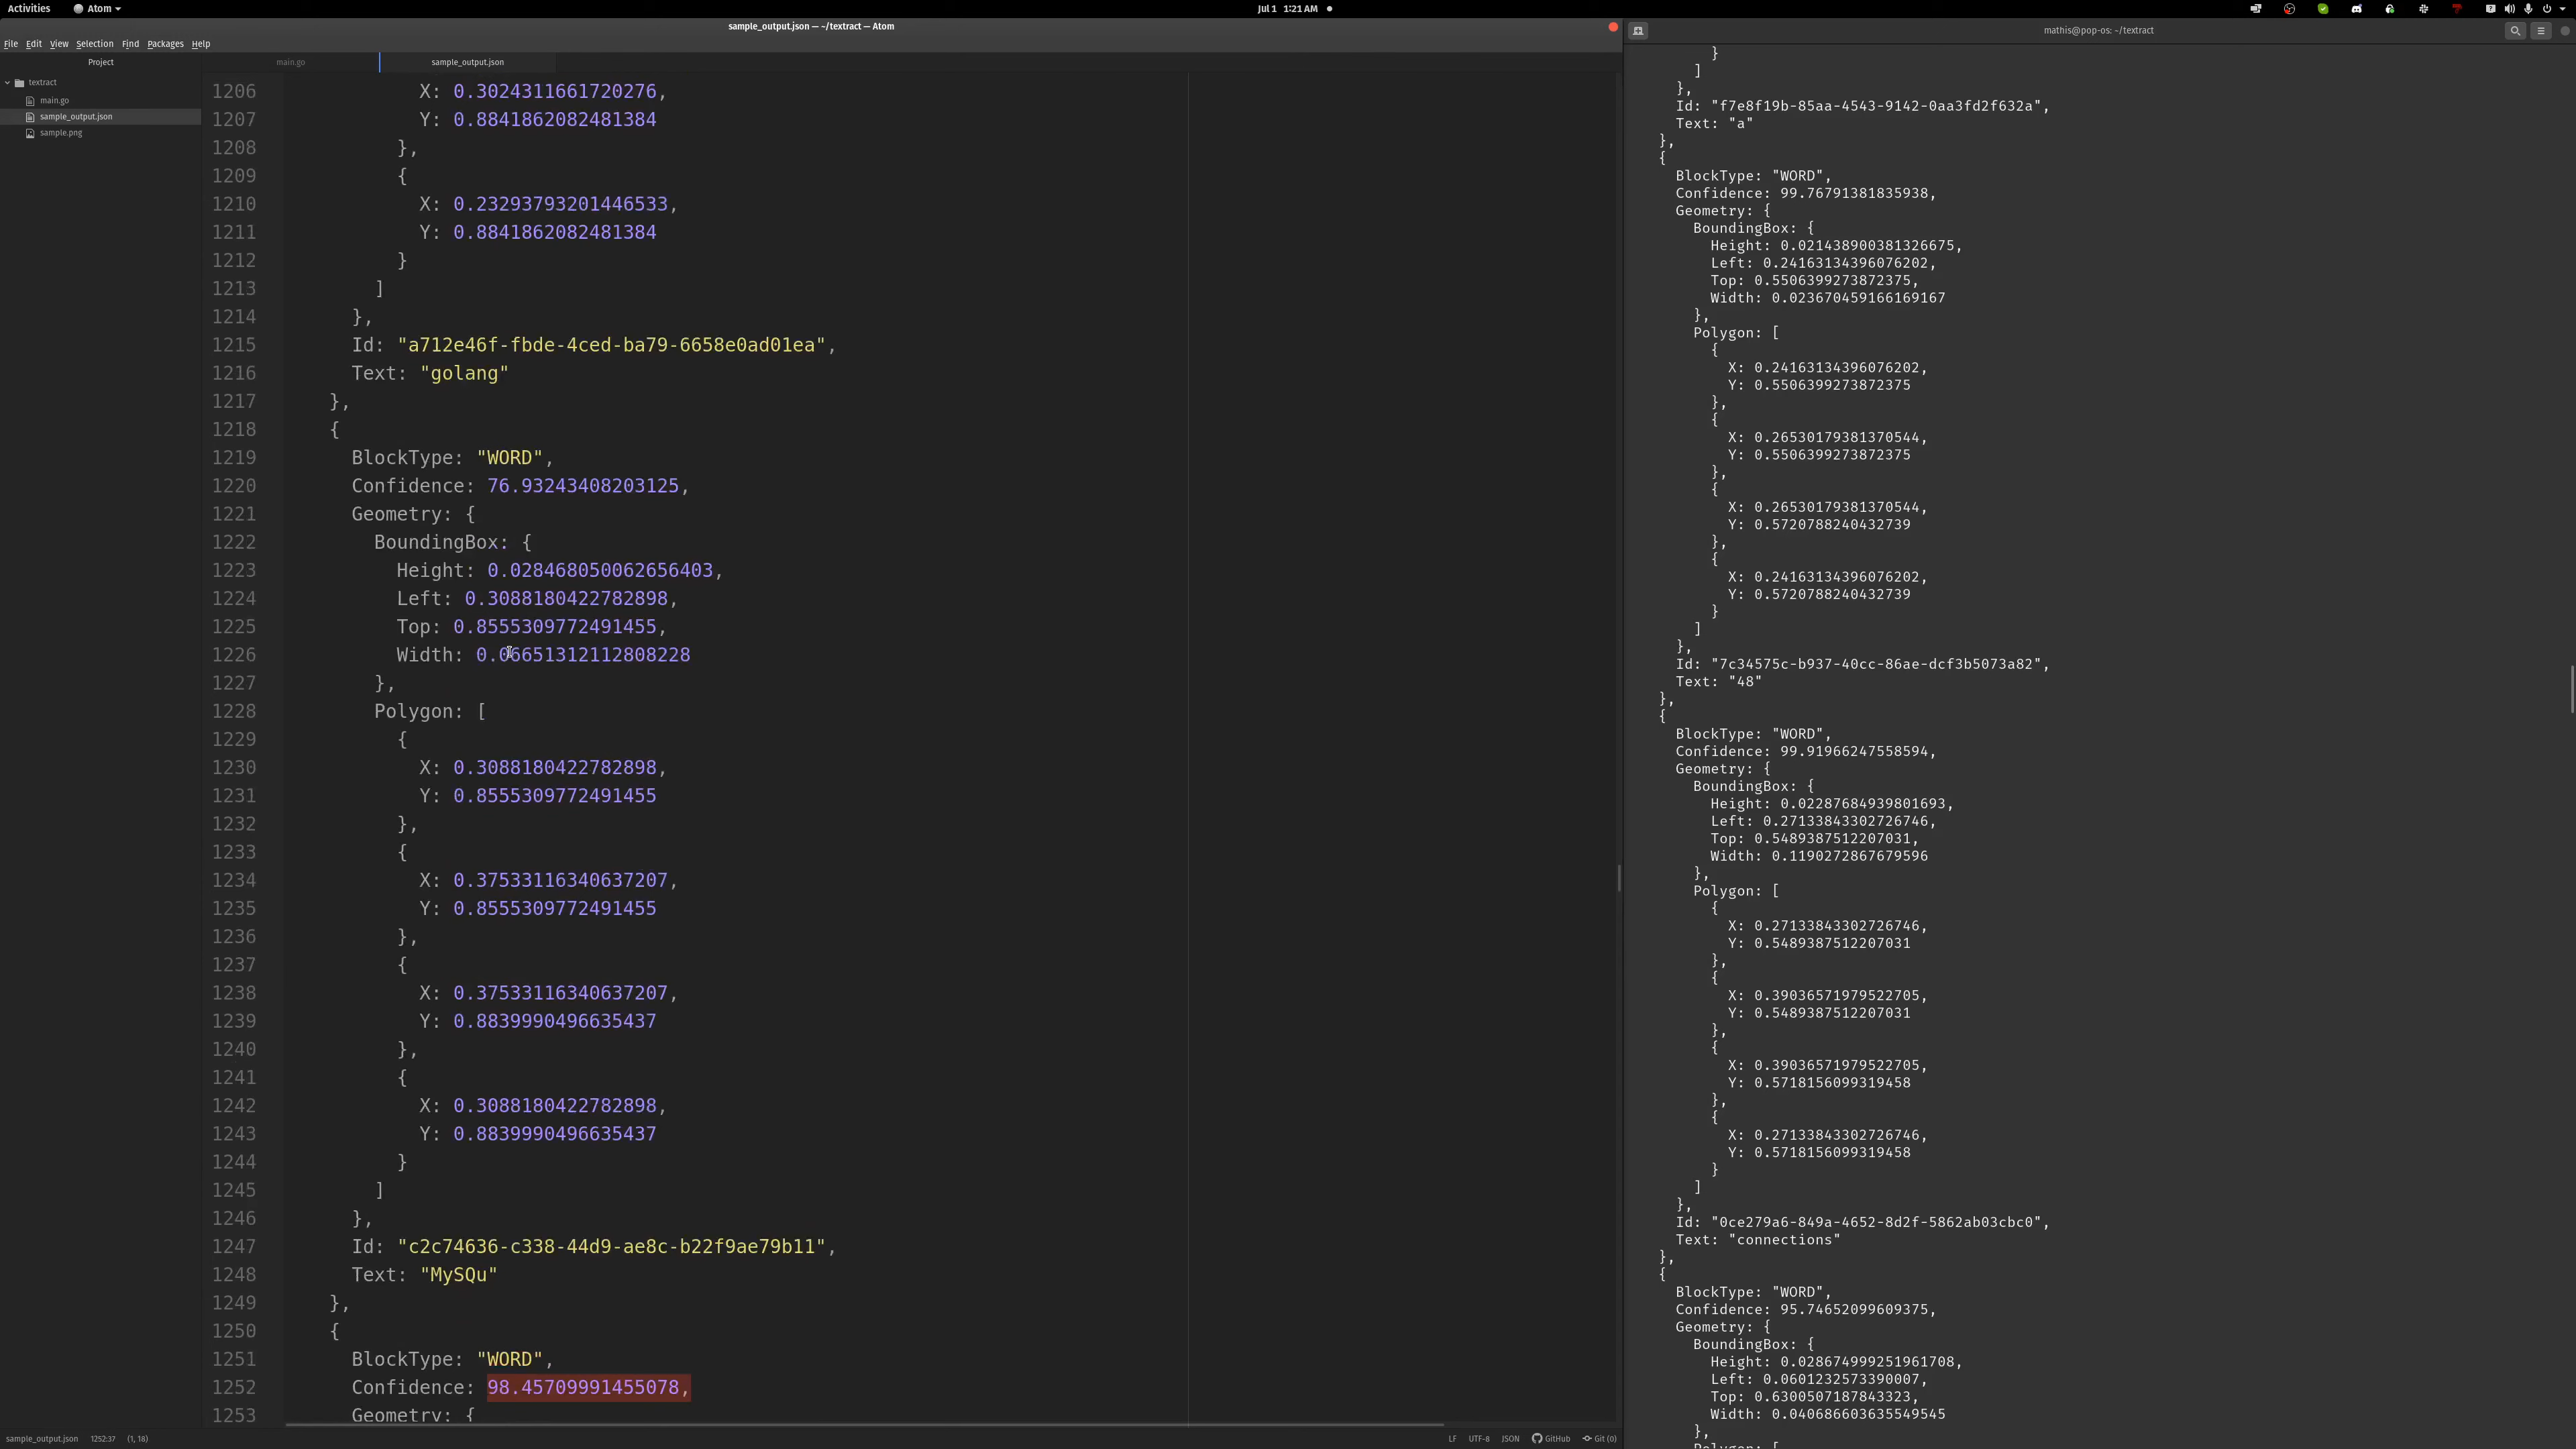 Activities
Atom
Jul 1 1:21 AM
sample_output.json — ~/textract — Atom
File Edit View Selection Find Packages Help
Project
textract
main.go
sample_output.json
sample.png
main.go
sample_output.json
1206 X: 0.3024311661720276,
1207 Y: 0.8841862082481384
1208 },
1209 {
1210 X: 0.23293793201446533,
1211 Y: 0.8841862082481384
1212 }
1213 ]
1214 },
1215 Id: "a712e46f-fbde-4ced-ba79-6658e0ad01ea",
1216 Text: "golang"
1217 },
1218 {
1219 BlockType: "WORD",
1220 Confidence: 76.93243408203125,
1221 Geometry: {
1222 BoundingBox: {
1223 Height: 0.028468050062656403,
1224 Left: 0.3088180422782898,
1225 Top: 0.8555309772491455,
1226 Width: 0.06651312112808228
1227 },
1228 Polygon: [
1229 {
1230 X: 0.3088180422782898,
1231 Y: 0.8555309772491455
1232 },
1233 {
1234 X: 0.37533116340637207,
1235 Y: 0.8555309772491455
1236 },
1237 {
1238 X: 0.37533116340637207,
1239 Y: 0.8839990496635437
1240 },
1241 {
1242 X: 0.3088180422782898,
1243 Y: 0.8839990496635437
1244 }
1245 ]
1246 },
1247 Id: "c2c74636-c338-44d9-ae8c-b22f9ae79b11",
1248 Text: "MySQu"
1249 },
1250 {
1251 BlockType: "WORD",
1252 Confidence: 98.45709991455078,
1253 Geometry: {
sample_output.json 1252:37 (1, 18)
LF UTF-8 JSON GitHub Git (0)
mathis@pop-os: ~/textract
}
]
},
Id: "f7e8f19b-85aa-4543-9142-0aa3fd2f632a",
Text: "a"
},
{
BlockType: "WORD",
Confidence: 99.76791381835938,
Geometry: {
BoundingBox: {
Height: 0.021438900381326675,
Left: 0.24163134396076202,
Top: 0.5506399273872375,
Width: 0.023670459166169167
},
Polygon: [
{
X: 0.24163134396076202,
Y: 0.5506399273872375
},
{
X: 0.26530179381370544,
Y: 0.5506399273872375
},
{
X: 0.26530179381370544,
Y: 0.5720788240432739
},
{
X: 0.24163134396076202,
Y: 0.5720788240432739
}
]
},
Id: "7c34575c-b937-40cc-86ae-dcf3b5073a82",
Text: "48"
},
{
BlockType: "WORD",
Confidence: 99.91966247558594,
Geometry: {
BoundingBox: {
Height: 0.02287684939801693,
Left: 0.27133843302726746,
Top: 0.5489387512207031,
Width: 0.1190272867679596
},
Polygon: [
{
X: 0.27133843302726746,
Y: 0.5489387512207031
},
{
X: 0.39036571979522705,
Y: 0.5489387512207031
},
{
X: 0.39036571979522705,
Y: 0.5718156099319458
},
{
X: 0.27133843302726746,
Y: 0.5718156099319458
}
]
},
Id: "0ce279a6-849a-4652-8d2f-5862ab03cbc0",
Text: "connections"
},
{
BlockType: "WORD",
Confidence: 95.74652099609375,
Geometry: {
BoundingBox: {
Height: 0.028674999251961708,
Left: 0.0601232573390007,
Top: 0.6300507187843323,
Width: 0.040686603635549545
},
Polygon: [